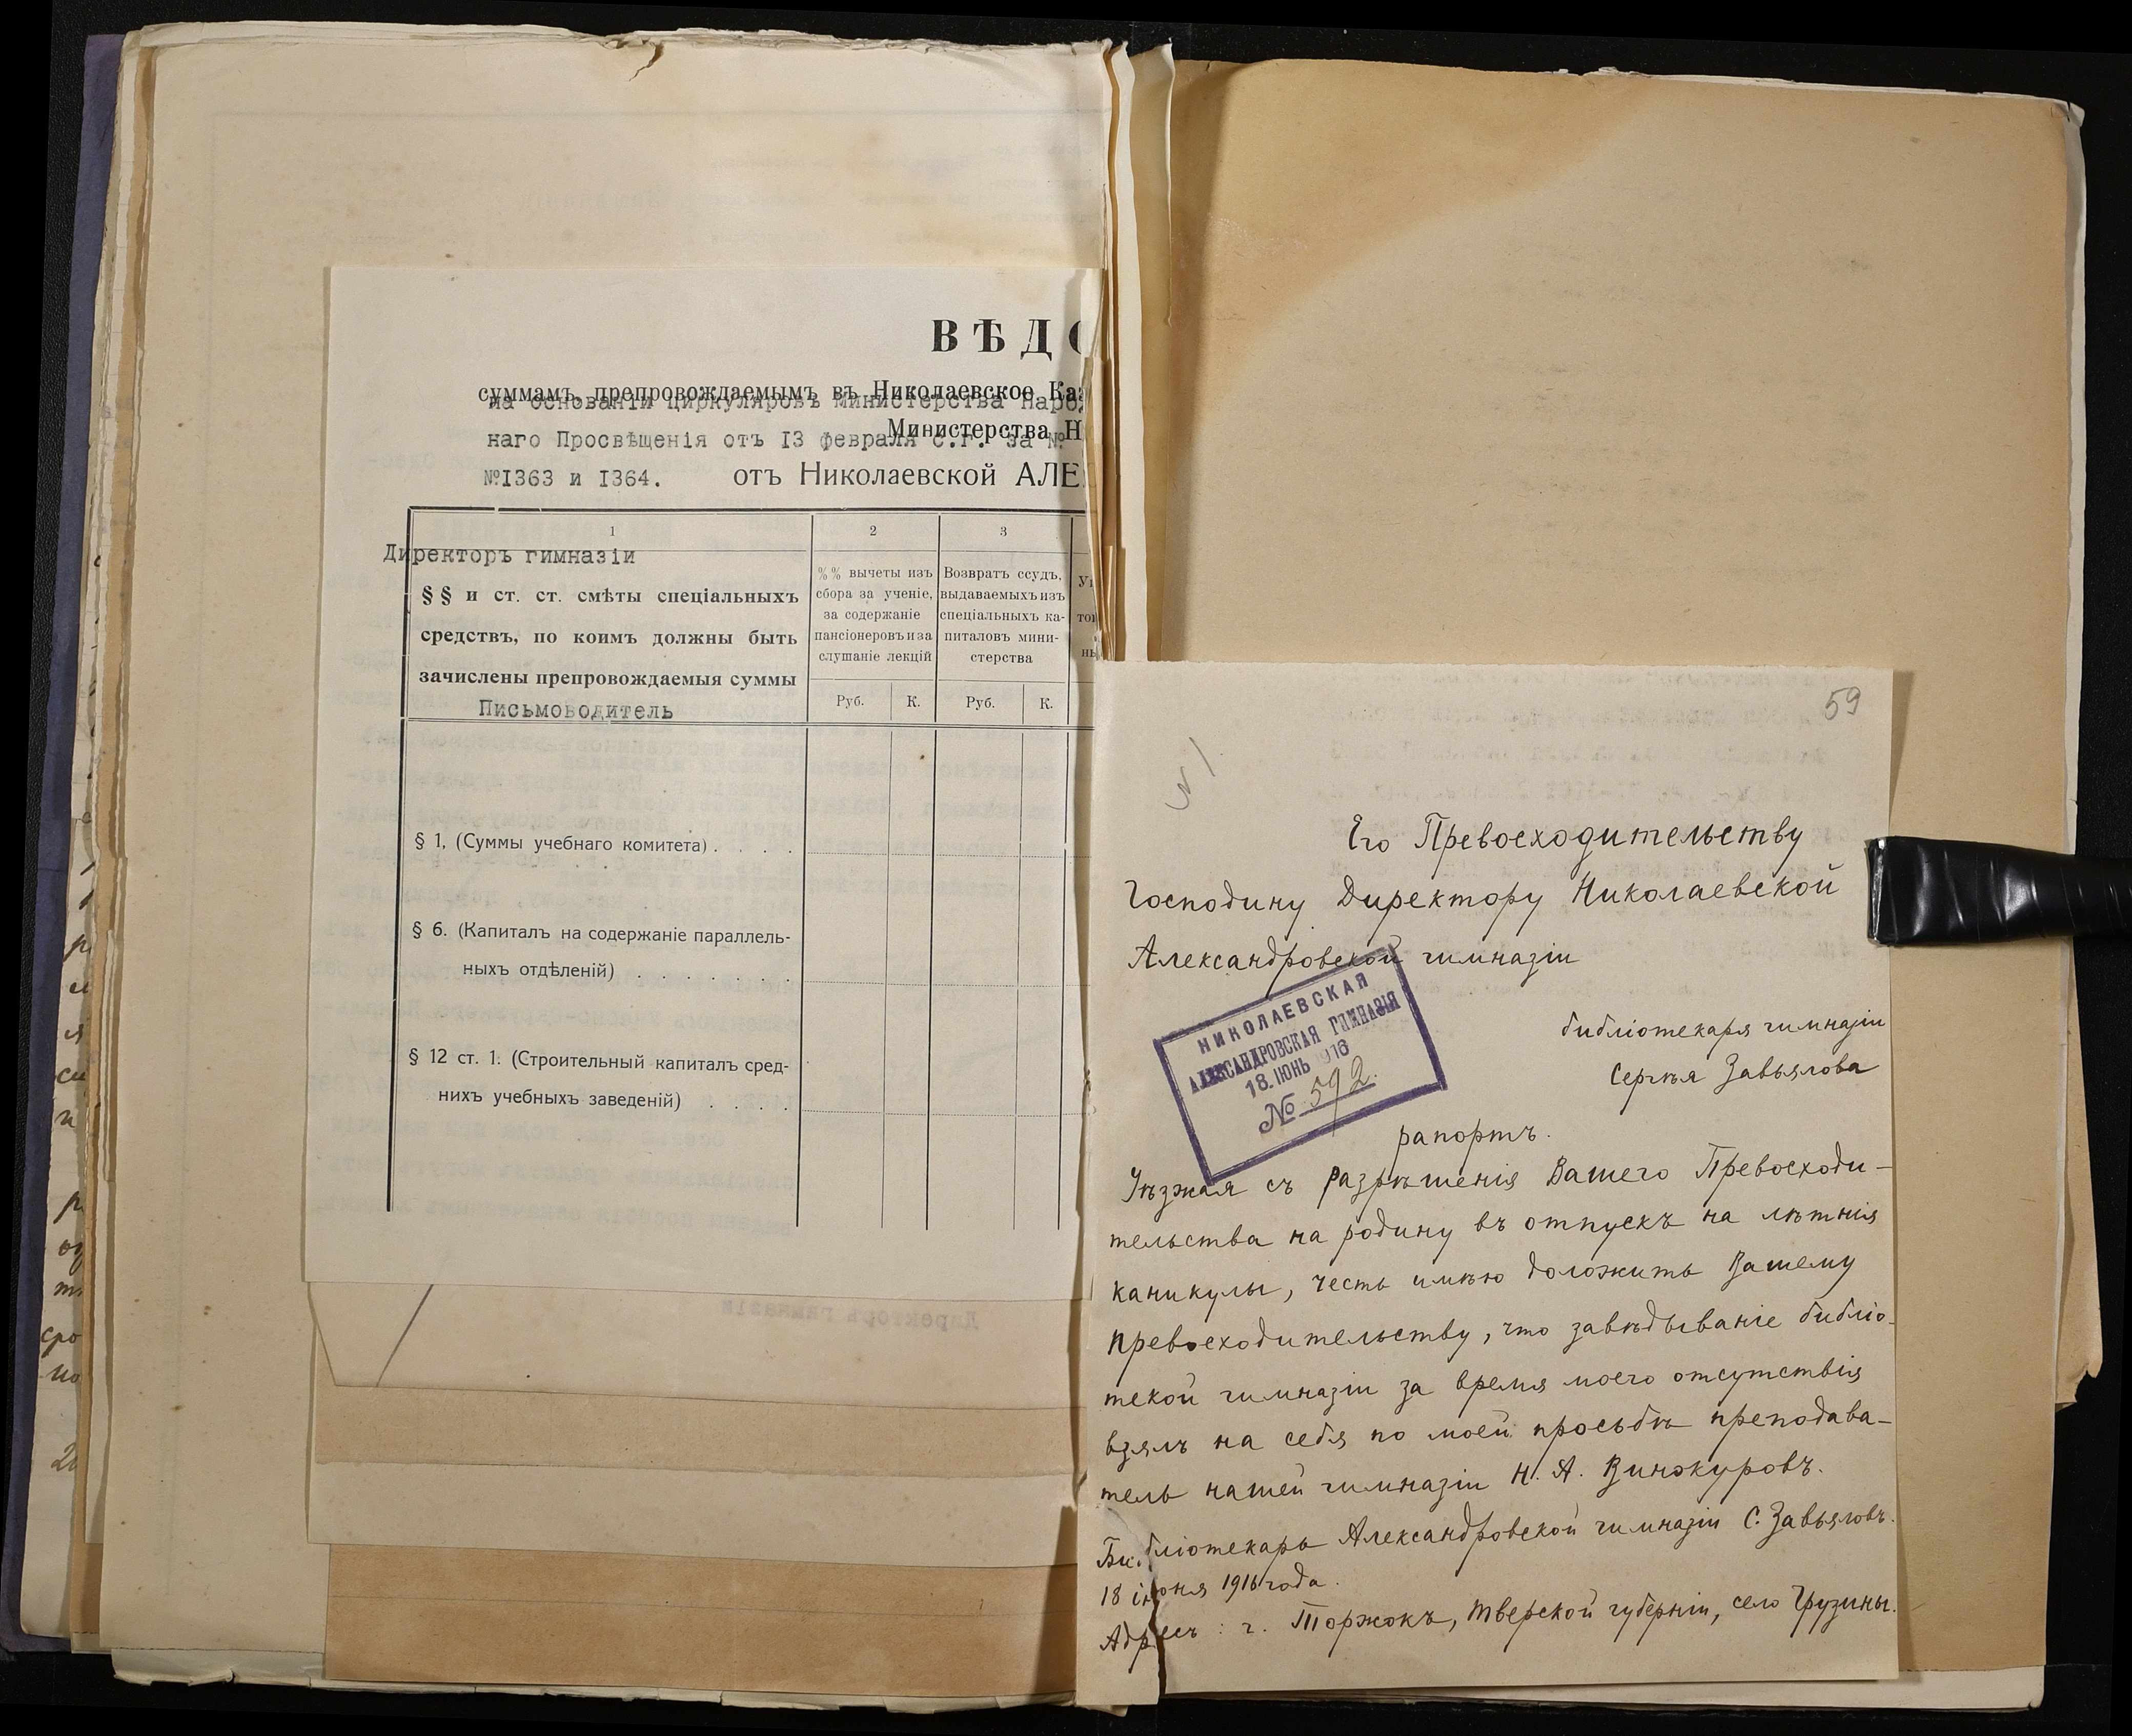 ВѢДО
суммамъ, препровождаемымъ въ Николаевское Каз
на основаніи циркуляровъ Министерства Народ
Министерства Н
наго Просвѣщенія отъ 13 февраля с.г. за №
№1363 и 1364.
отъ Николаевской АЛЕ
1
2
3
Директоръ гимназіи
§§ и ст. ст. смѣты спеціальныхъ
средствъ, по коимъ должны быть
зачислены препровождаемыя суммы
Письмоводитель
%% вычеты изъ
сбора за ученіе,
за содержаніе
пансіонеровъ и за
слушаніе лекцій
Возвратъ ссудъ,
выдаваемыхъ изъ
спеціальныхъ ка-
питаловъ мини-
стерства
Руб.
К.
Руб.
К.
§ 1, (Суммы учебнаго комитета) . . . .
§ 6. (Капиталъ на содержаніе параллель-
ныхъ отдѣленій) . . . . . . .
§ 12 ст. 1. (Строительный капиталъ сред-
нихъ учебныхъ заведеній) . . . .
59
Его Превосходительству
Господину Директору Николаевской
Александровской гимназіи
НИКОЛАЕВСКАЯ
АЛЕКСАНДРОВСКАЯ ГИМНАЗІЯ
18. ІЮНЬ 1916
№ 592.
библіотекаря гимназіи
Сергѣя Завьялова
рапортъ.
Уѣзжая съ разрѣшенія Вашего Превосходи-
тельства на родину въ отпускъ на лѣтнія
каникулы, честь имѣю доложить Вашему
Превосходительству, что завѣдываніе библіо-
текой гимназіи за время моего отсутствія
взялъ на себя по моей просьбѣ преподава-
тель нашей гимназіи Н. А. Винокуровъ.
Библіотекарь Александровской гимназіи С. Завьяловъ.
18 іюня 1916 года.
Адресъ: г. Торжокъ, Тверской губерніи, село Грузины.